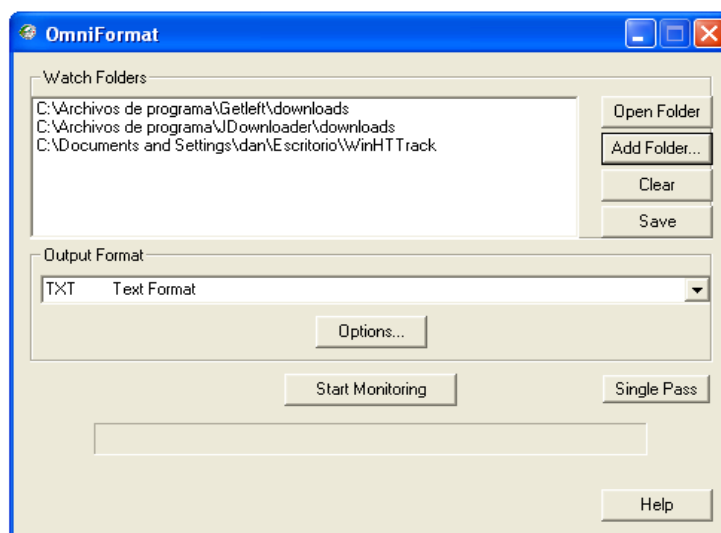 OmniFormat
Watch Folders
C:\Archivos de programa\Getleft\downloads
C:\Archivos de programa\JDownloader\downloads
C:\Documents and Settings\dan\Escritorio\WinHTTrack
Open Folder
Add Folder...
Clear
Save
Output Format
TXT Text Format
Options...
Start Monitoring
Single Pass
Help